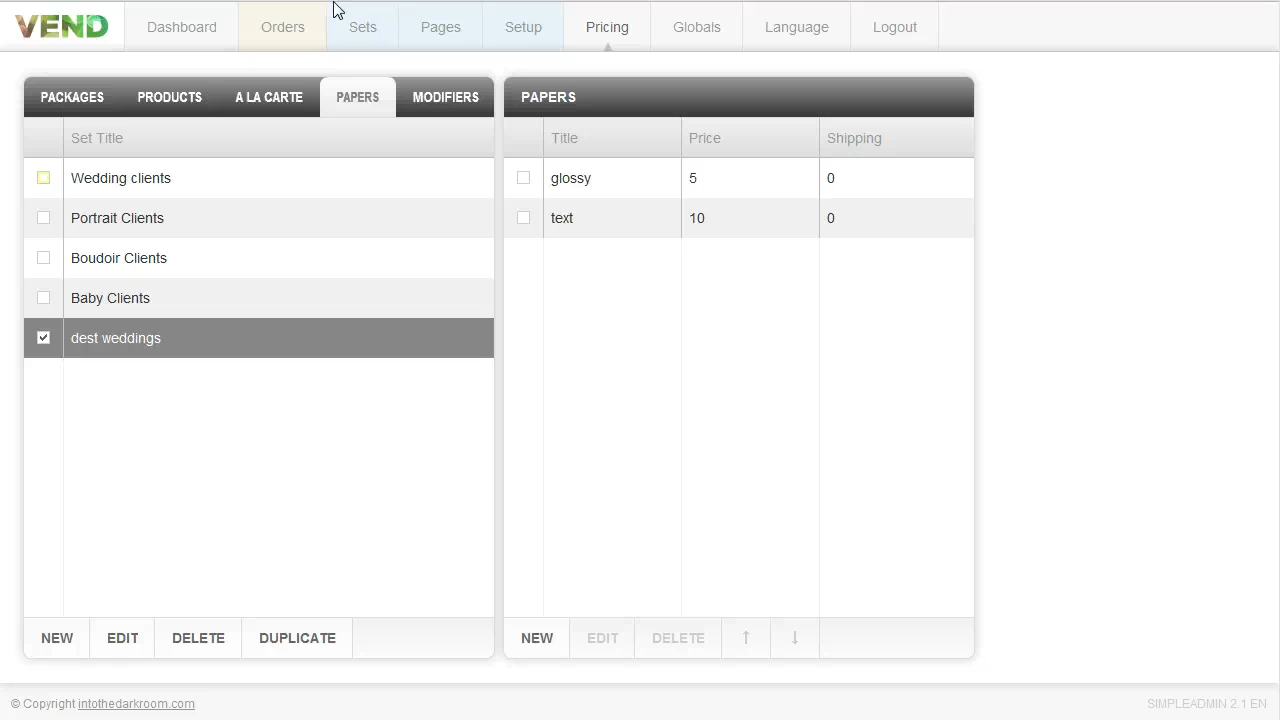 VEND Dashboard Orders Sets Pages Setup Pricing Globals Language Logout
PACKAGES PRODUCTS A LA CARTE PAPERS MODIFIERS
Set Title
Wedding clients
Portrait Clients
Boudoir Clients
Baby Clients
dest weddings
NEW EDIT DELETE DUPLICATE
PAPERS
Title Price Shipping
glossy 5 0
text 10 0
NEW EDIT DELETE ↑ ↓
© Copyright intothedarkroom.com
SIMPLEADMIN 2.1 EN